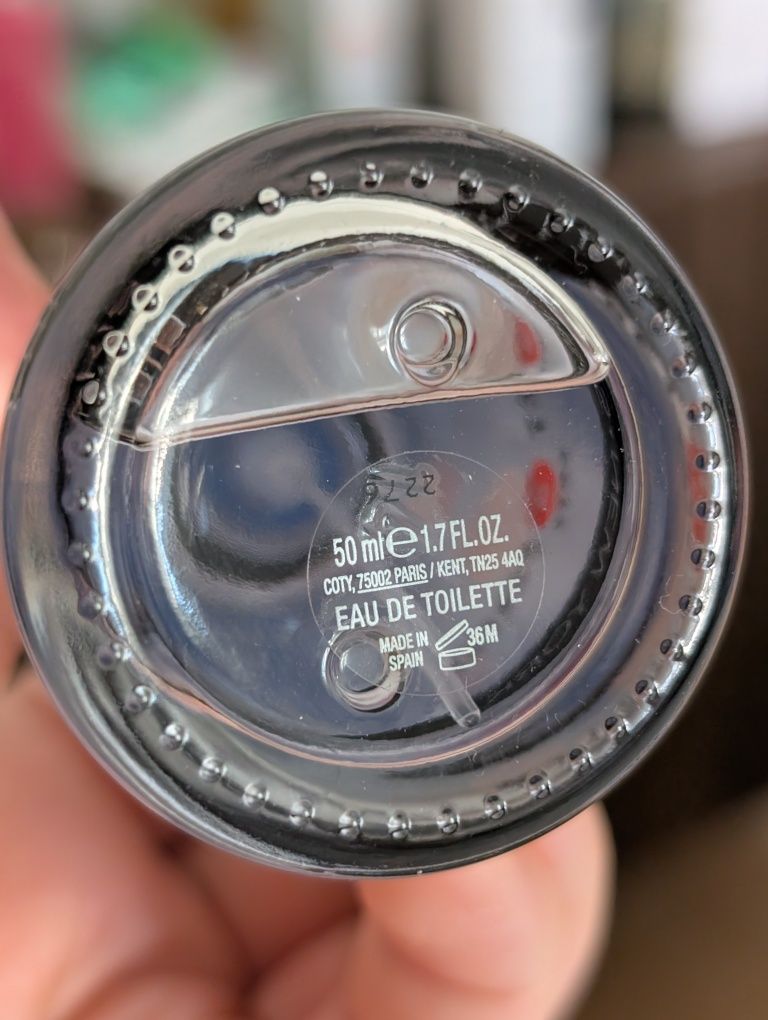 2276
50 ml e 1.7 FL.OZ.
COTY, 75002 PARIS / KENT, TN25 4AQ
EAU DE TOILETTE
MADE IN
SPAIN
36M